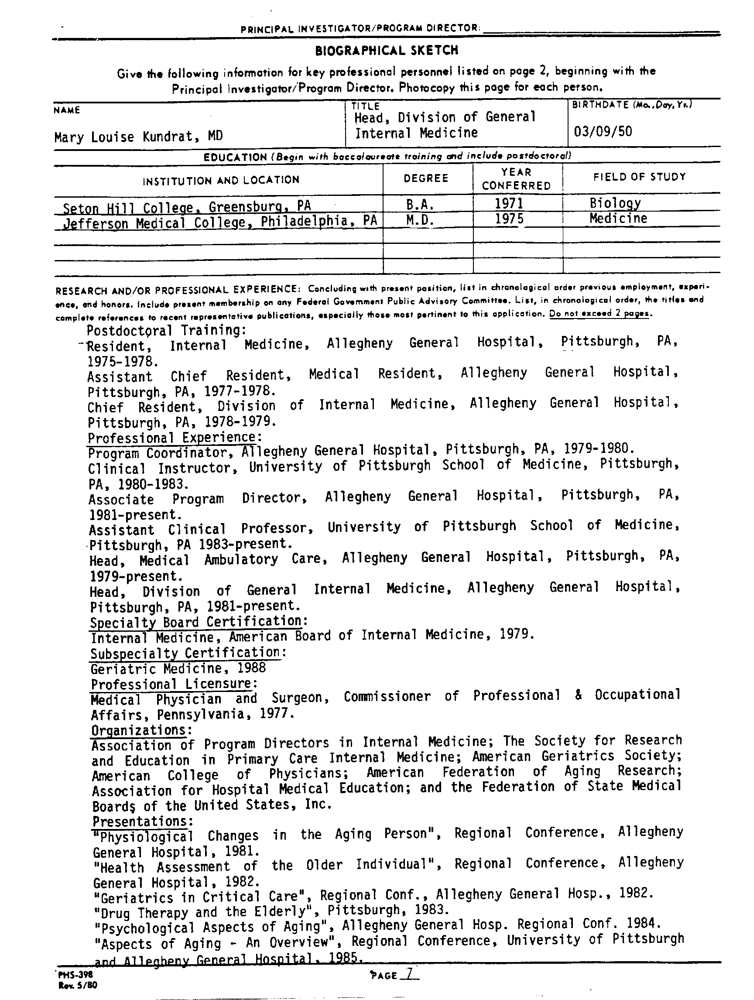 PRINCIPAL INVESTIGATOR/PROGRAM DIRECTOR:
BIOGRAPHICAL SKETCH
Give the following information for key professional personnel listed on page 2, beginning with the
Principal Investigator/Program Director. Photocopy this page for each person.
NAME TITLE BIRTHDATE (Mo., Day, Yr.)
Head, Division of General
Mary Louise Kundrat, MD Internal Medicine 03/09/50
EDUCATION (Begin with baccalaureate training and include postdoctoral)
INSTITUTION AND LOCATION DEGREE YEAR CONFERRED FIELD OF STUDY
Seton Hill College, Greensburg, PA B.A. 1971 Biology
Jefferson Medical College, Philadelphia, PA M.D. 1975 Medicine
RESEARCH AND/OR PROFESSIONAL EXPERIENCE: Concluding with present position, list in chronological order previous employment, experi-
ence, and honors. Include present membership on any Federal Government Public Advisory Committee. List, in chronological order, the titles and
complete references to recent representative publications, especially those most pertinent to this application. Do not exceed 2 pages.
Postdoctoral Training:
Resident, Internal Medicine, Allegheny General Hospital, Pittsburgh, PA,
1975-1978.
Assistant Chief Resident, Medical Resident, Allegheny General Hospital,
Pittsburgh, PA, 1977-1978.
Chief Resident, Division of Internal Medicine, Allegheny General Hospital,
Pittsburgh, PA, 1978-1979.
Professional Experience:
Program Coordinator, Allegheny General Hospital, Pittsburgh, PA, 1979-1980.
Clinical Instructor, University of Pittsburgh School of Medicine, Pittsburgh,
PA, 1980-1983.
Associate Program Director, Allegheny General Hospital, Pittsburgh, PA,
1981-present.
Assistant Clinical Professor, University of Pittsburgh School of Medicine,
Pittsburgh, PA 1983-present.
Head, Medical Ambulatory Care, Allegheny General Hospital, Pittsburgh, PA,
1979-present.
Head, Division of General Internal Medicine, Allegheny General Hospital,
Pittsburgh, PA, 1981-present.
Specialty Board Certification:
Internal Medicine, American Board of Internal Medicine, 1979.
Subspecialty Certification:
Geriatric Medicine, 1988
Professional Licensure:
Medical Physician and Surgeon, Commissioner of Professional & Occupational
Affairs, Pennsylvania, 1977.
Organizations:
Association of Program Directors in Internal Medicine; The Society for Research
and Education in Primary Care Internal Medicine; American Geriatrics Society;
American College of Physicians; American Federation of Aging Research;
Association for Hospital Medical Education; and the Federation of State Medical
Boards of the United States, Inc.
Presentations:
"Physiological Changes in the Aging Person", Regional Conference, Allegheny
General Hospital, 1981.
"Health Assessment of the Older Individual", Regional Conference, Allegheny
General Hospital, 1982.
"Geriatrics in Critical Care", Regional Conf., Allegheny General Hosp., 1982.
"Drug Therapy and the Elderly", Pittsburgh, 1983.
"Psychological Aspects of Aging", Allegheny General Hosp. Regional Conf. 1984.
"Aspects of Aging - An Overview", Regional Conference, University of Pittsburgh
and Allegheny General Hospital, 1985.
PHS-398 PAGE 7
Rev. 5/80